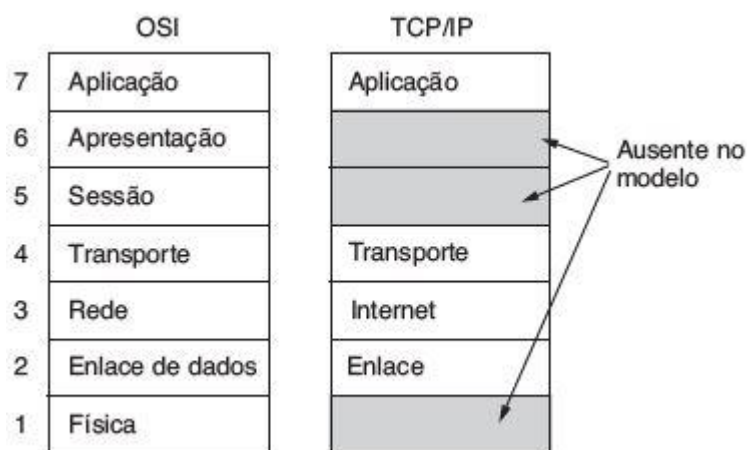 OSI
TCP/IP
7 Aplicação Aplicação
6 Apresentação
Ausente no
modelo
5 Sessão
4 Transporte Transporte
3 Rede Internet
2 Enlace de dados Enlace
1 Física